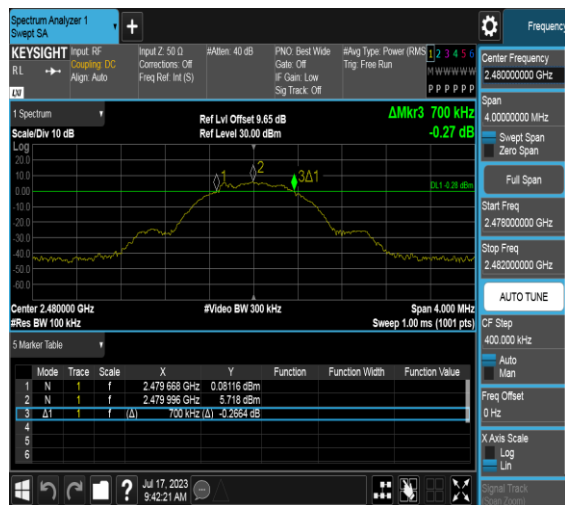 Spectrum Analyzer 1
Swept SA
Frequency
KEYSIGHT
R L
Input: RF
Coupling: DC
Align: Auto
Input Z: 50 Ω
Corrections: Off
Freq Ref: Int (S)
#Atten: 40 dB
PNO: Best Wide
Gate: Off
IF Gain: Low
Sig Track: Off
#Avg Type: Power (RMS
Trig: Free Run
1 2 3 4 5 6
M W W W W W
P P P P P P
1 Spectrum
Scale/Div 10 dB
Ref Lvl Offset 9.65 dB
Ref Level 30.00 dBm
ΔMkr3 700 kHz
-0.27 dB
Log
20.0
10.0
0.00
-10.0
-20.0
-30.0
-40.0
-50.0
-60.0
1
2
3Δ1
DL1 -0.28 dBm
Center 2.480000 GHz
#Res BW 100 kHz
#Video BW 300 kHz
Span 4.000 MHz
Sweep 1.00 ms (1001 pts)
5 Marker Table
Mode Trace Scale X Y Function Function Width Function Value
1 N 1 f 2.479 668 GHz 0.08116 dBm
2 N 1 f 2.479 996 GHz 5.718 dBm
3 Δ1 1 f (Δ) 700 kHz (Δ) -0.2664 dB
4
5
6
Jul 17, 2023
9:42:21 AM
Center Frequency
2.480000000 GHz
Span
4.00000000 MHz
Swept Span
Zero Span
Full Span
Start Freq
2.478000000 GHz
Stop Freq
2.482000000 GHz
AUTO TUNE
CF Step
400.000 kHz
Auto
Man
Freq Offset
0 Hz
X Axis Scale
Log
Lin
Signal Track
(Span Zoom)